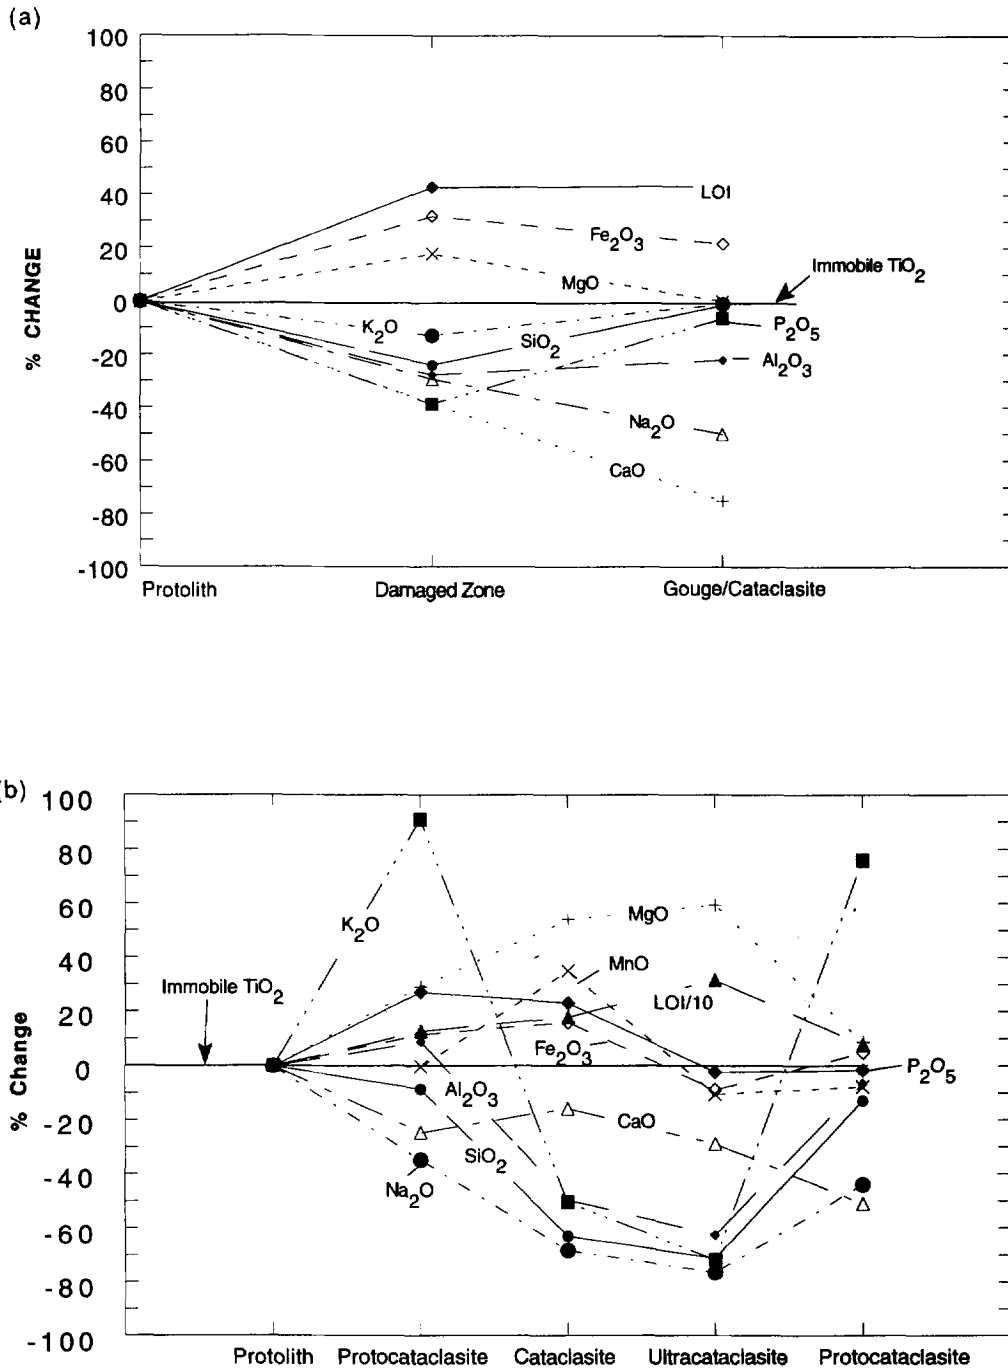 (a)
100
80
60
40
20
0
-20
-40
-60
-80
-100
% CHANGE
LOI
Fe2O3
MgO
Immobile TiO2
K2O
SiO2
P2O5
Al2O3
Na2O
CaO
Protolith Damaged Zone Gouge/Cataclasite
(b)
100
80
60
40
20
0
-20
-40
-60
-80
-100
% Change
K2O
MgO
MnO
Immobile TiO2
LOI/10
Fe2O3
P2O5
Al2O3
CaO
SiO2
Na2O
Protolith Protocataclasite Cataclasite Ultracataclasite Protocataclasite